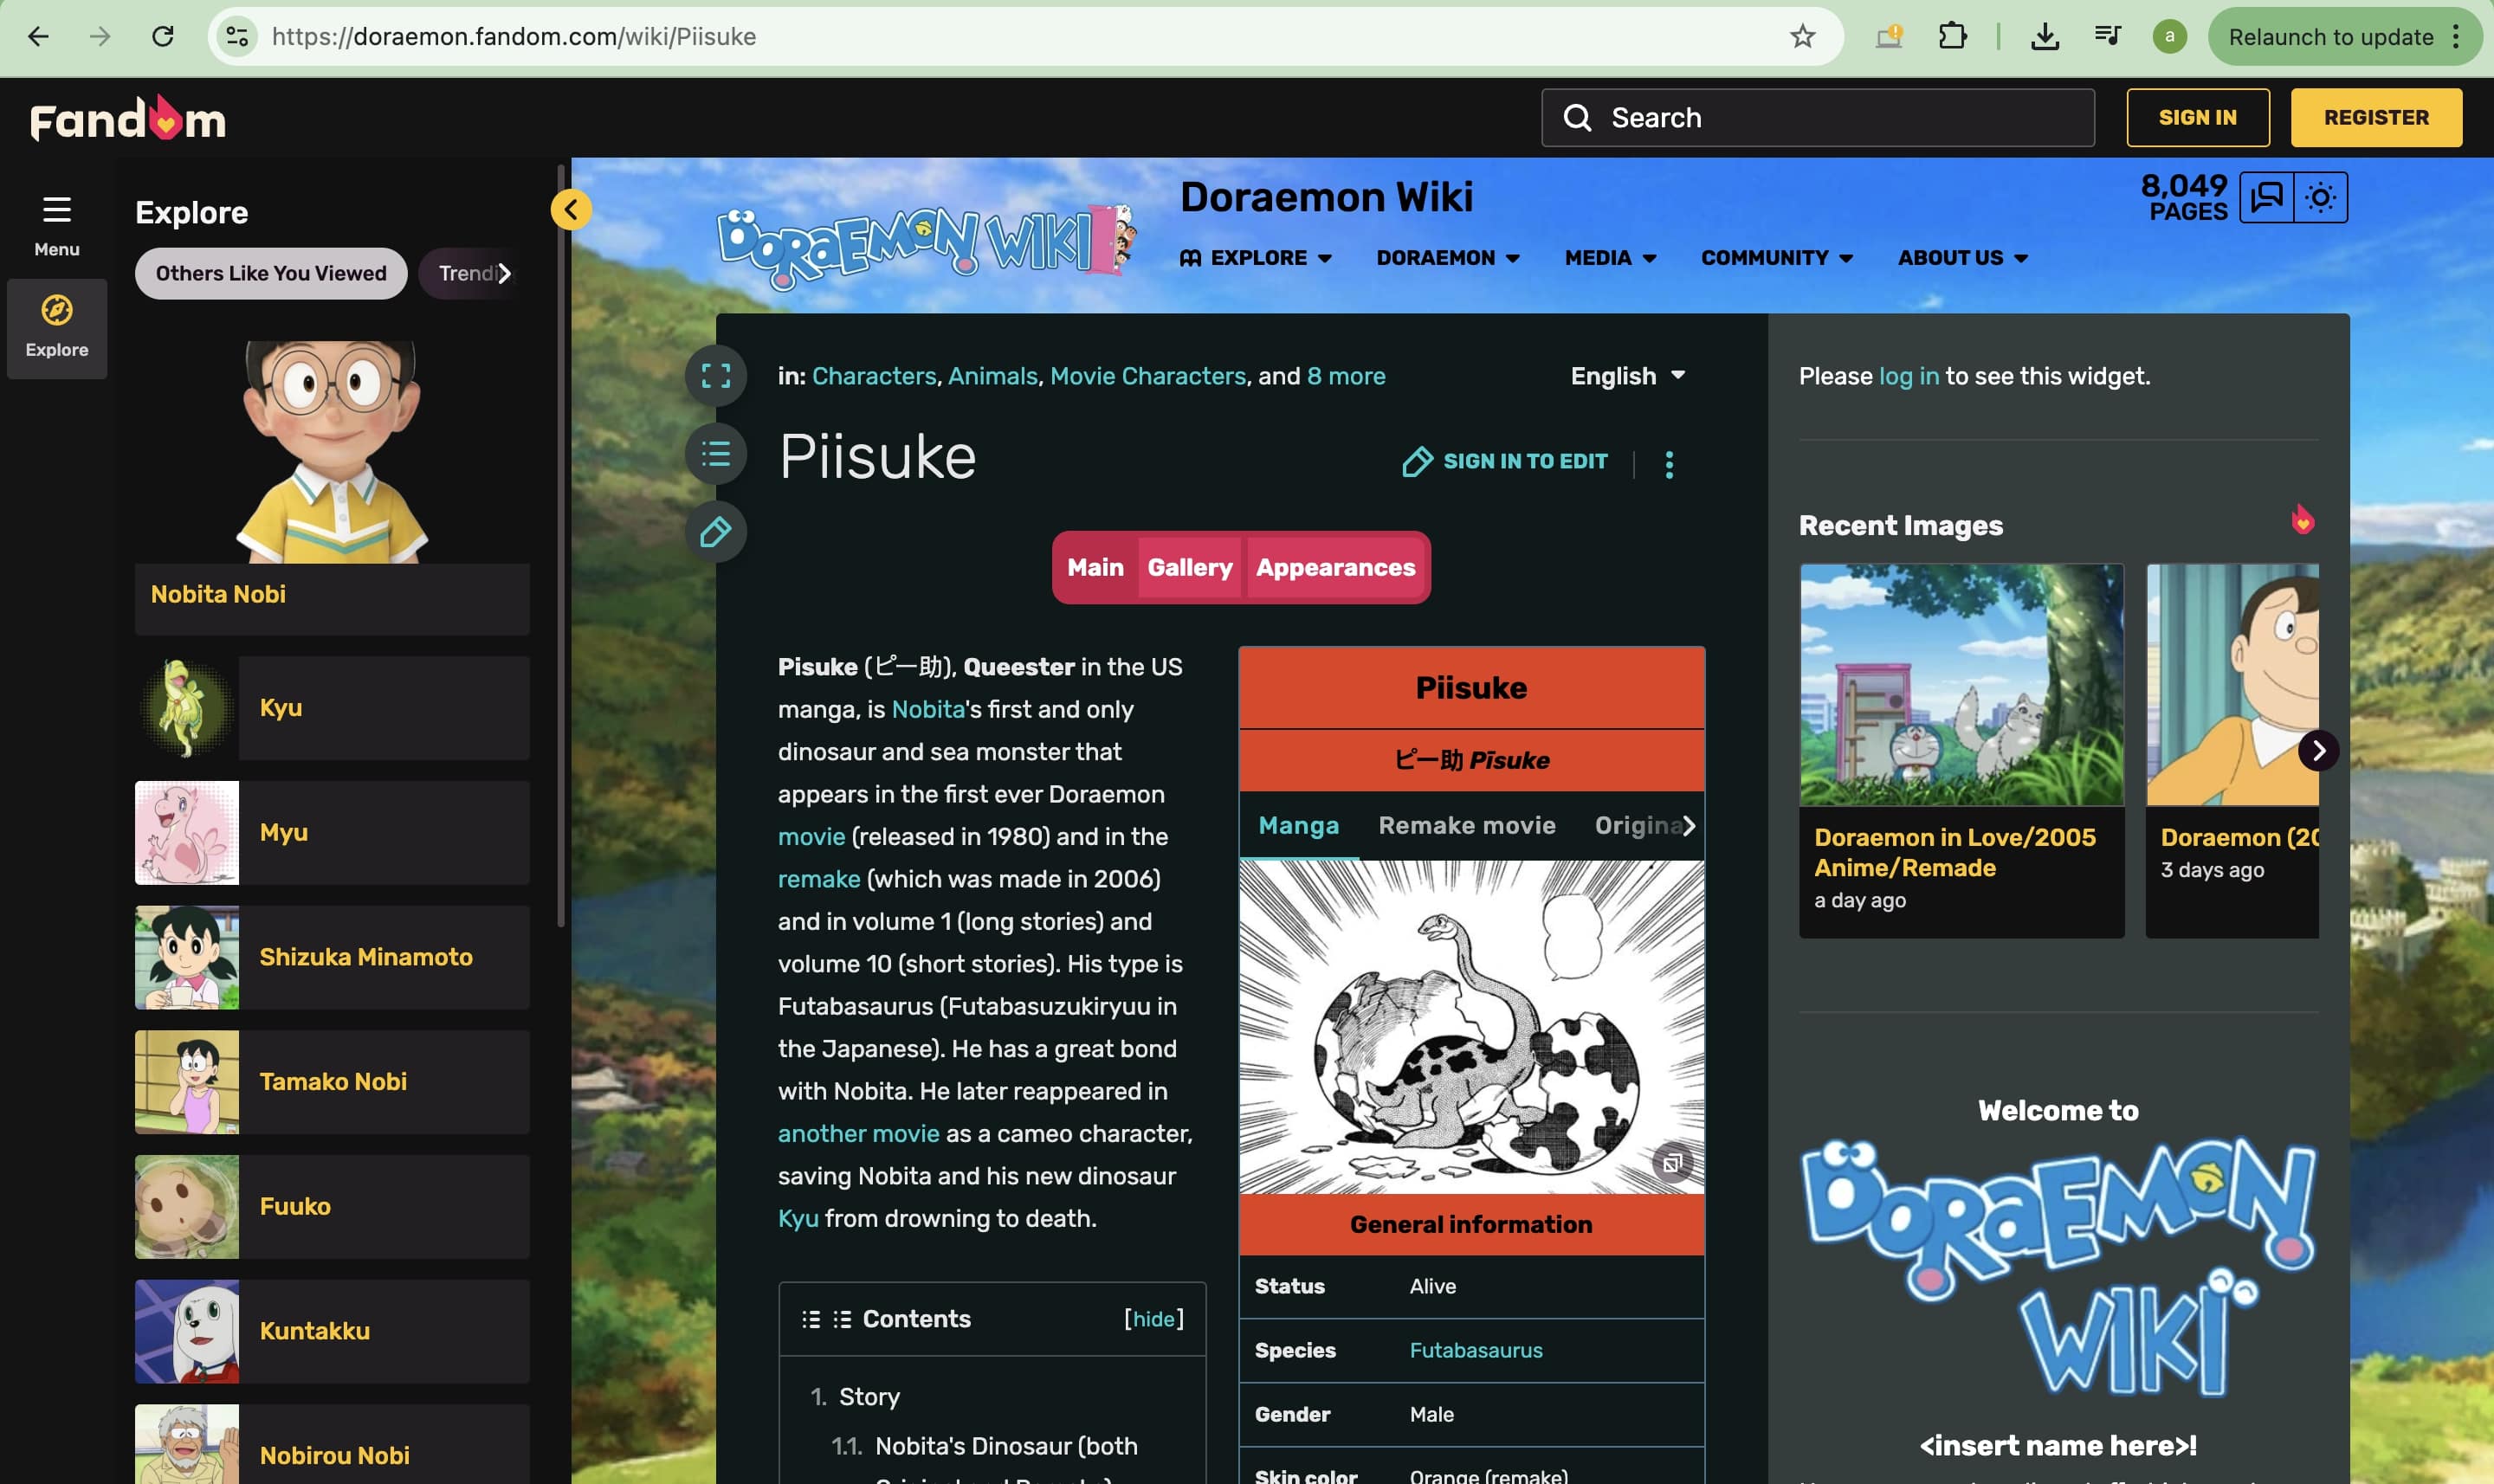 https://doraemon.fandom.com/wiki/Piisuke
a
Relaunch to update
Fandom
Search
SIGN IN
REGISTER
Menu
Explore
Explore
Others Like You Viewed
Trendi
Nobita Nobi
Kyu
Myu
Shizuka Minamoto
Tamako Nobi
Fuuko
Kuntakku
Nobirou Nobi
DORAEMON WIKI
Doraemon Wiki
8,049
PAGES
EXPLORE
DORAEMON
MEDIA
COMMUNITY
ABOUT US
in: Characters, Animals, Movie Characters, and 8 more
English
Piisuke
SIGN IN TO EDIT
Main
Gallery
Appearances
Pisuke (ピー助), Queester in the US
manga, is Nobita's first and only
dinosaur and sea monster that
appears in the first ever Doraemon
movie (released in 1980) and in the
remake (which was made in 2006)
and in volume 1 (long stories) and
volume 10 (short stories). His type is
Futabasaurus (Futabasuzukiryuu in
the Japanese). He has a great bond
with Nobita. He later reappeared in
another movie as a cameo character,
saving Nobita and his new dinosaur
Kyu from drowning to death.
Contents
[hide]
1. Story
1.1. Nobita's Dinosaur (both
Piisuke
ピー助 Pīsuke
Manga
Remake movie
Origina
General information
Status Alive
Species Futabasaurus
Gender Male
Skin color Orange (remake)
Please log in to see this widget.
Recent Images
Doraemon in Love/2005
Anime/Remade
a day ago
Doraemon (20
3 days ago
Welcome to
DORAEMON
WIKI
<insert name here>!